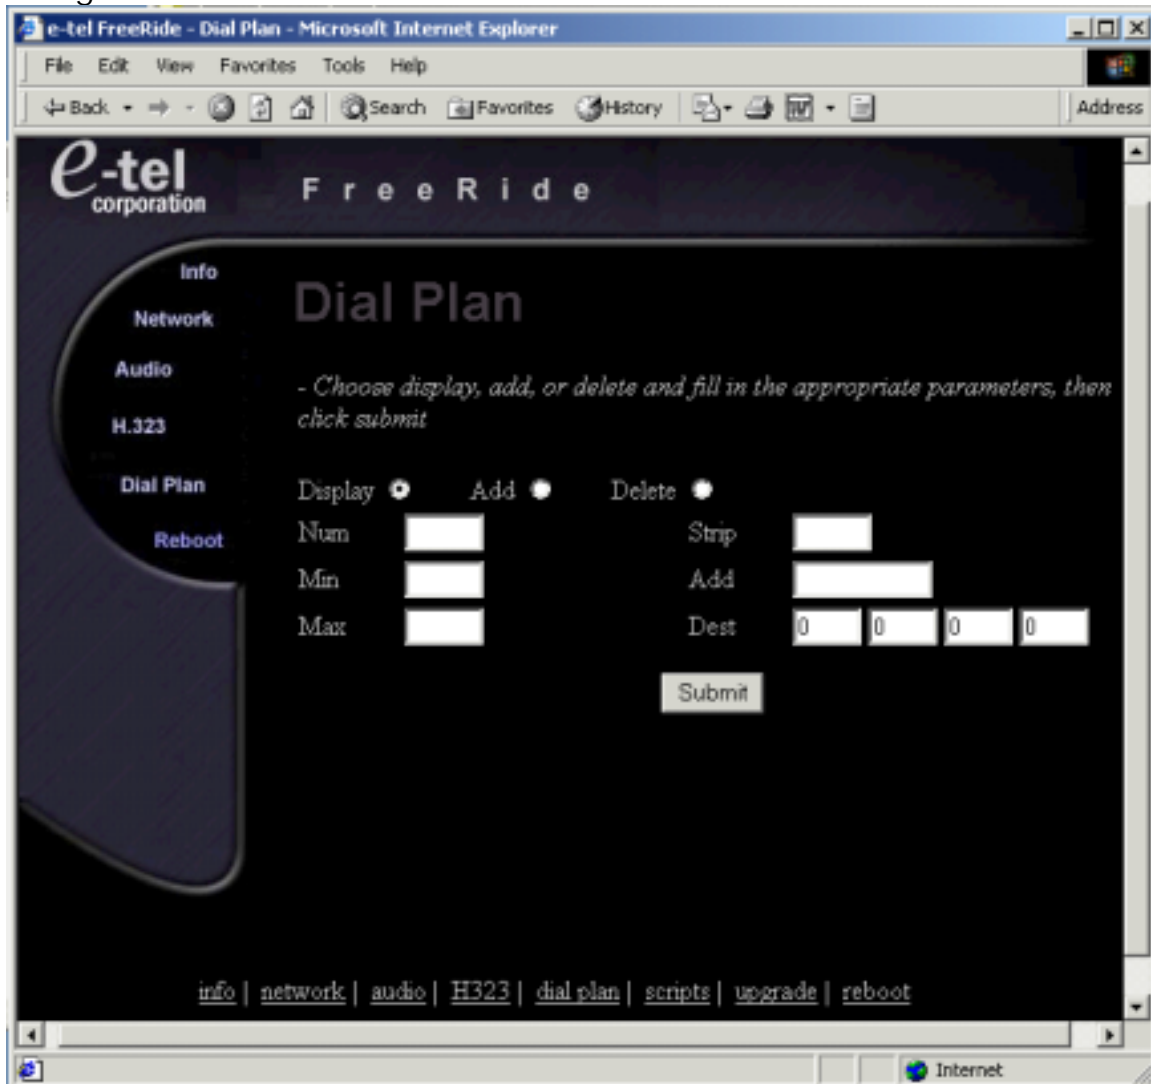 e-tel FreeRide - Dial Plan - Microsoft Internet Explorer
File Edit View Favorites Tools Help
Back Search Favorites History Address
e-tel
corporation
FreeRide
Info
Network
Audio
H.323
Dial Plan
Reboot
Dial Plan
- Choose display, add, or delete and fill in the appropriate parameters, then
click submit
Display Add Delete
Num Strip
Min Add
Max Dest 0 0 0 0
Submit
info | network | audio | H323 | dial plan | scripts | upgrade | reboot
Internet